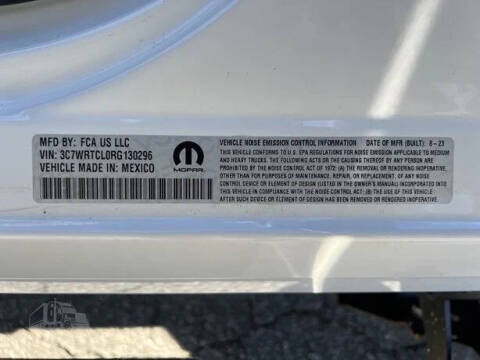 MFD BY: FCA US LLC
VIN: 3C7WRTCL0RG130296
VEHICLE MADE IN: MEXICO
MOPAR
VEHICLE NOISE EMISSION CONTROL INFORMATION DATE OF MFR (BUILT): 8-23
THIS VEHICLE CONFORMS TO U.S. EPA REGULATIONS FOR NOISE EMISSION APPLICABLE TO MEDIUM
AND HEAVY TRUCKS. THE FOLLOWING ACTS OR THE CAUSING THEREOF BY ANY PERSON ARE
PROHIBITED BY THE NOISE CONTROL ACT OF 1972: (A) THE REMOVAL OR RENDERING INOPERATIVE,
OTHER THAN FOR PURPOSES OF MAINTENANCE, REPAIR, OR REPLACEMENT, OF ANY NOISE
CONTROL DEVICE OR ELEMENT OF DESIGN (LISTED IN THE OWNER'S MANUAL) INCORPORATED INTO
THIS VEHICLE IN COMPLIANCE WITH THE NOISE CONTROL ACT: (B) THE USE OF THIS VEHICLE
AFTER SUCH DEVICE OR ELEMENT OF DESIGN HAS BEEN REMOVED OR RENDERED INOPERATIVE.